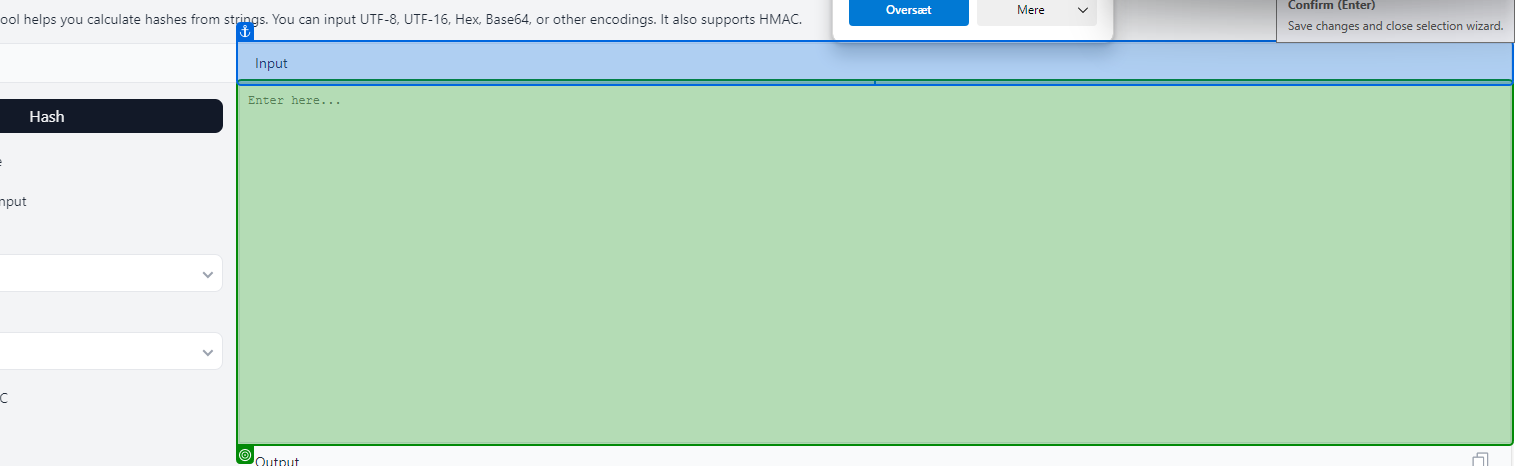 ool helps you calculate hashes from strings. You can input UTF-8, UTF-16, Hex, Base64, or other encodings. It also supports HMAC.
Oversæt
Mere
Confirm (Enter)
Save changes and close selection wizard.
Input
Enter here...
Hash
e
nput
C
Output